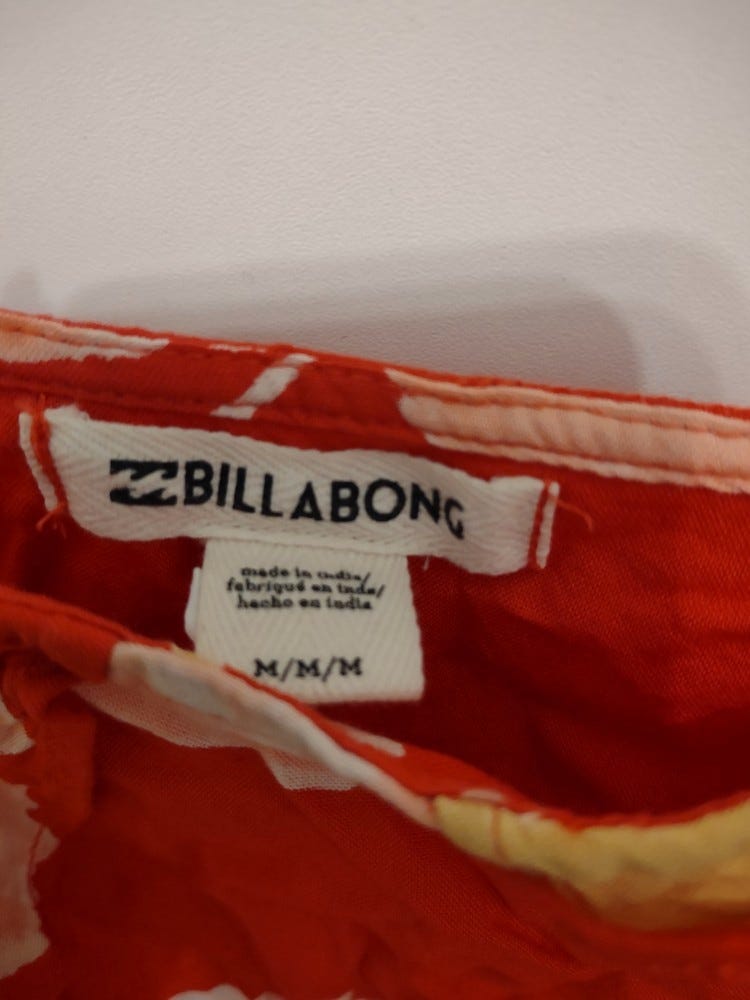 BILLABONG
made in india/
fabriqué en inde/
hecho en india
M/M/M